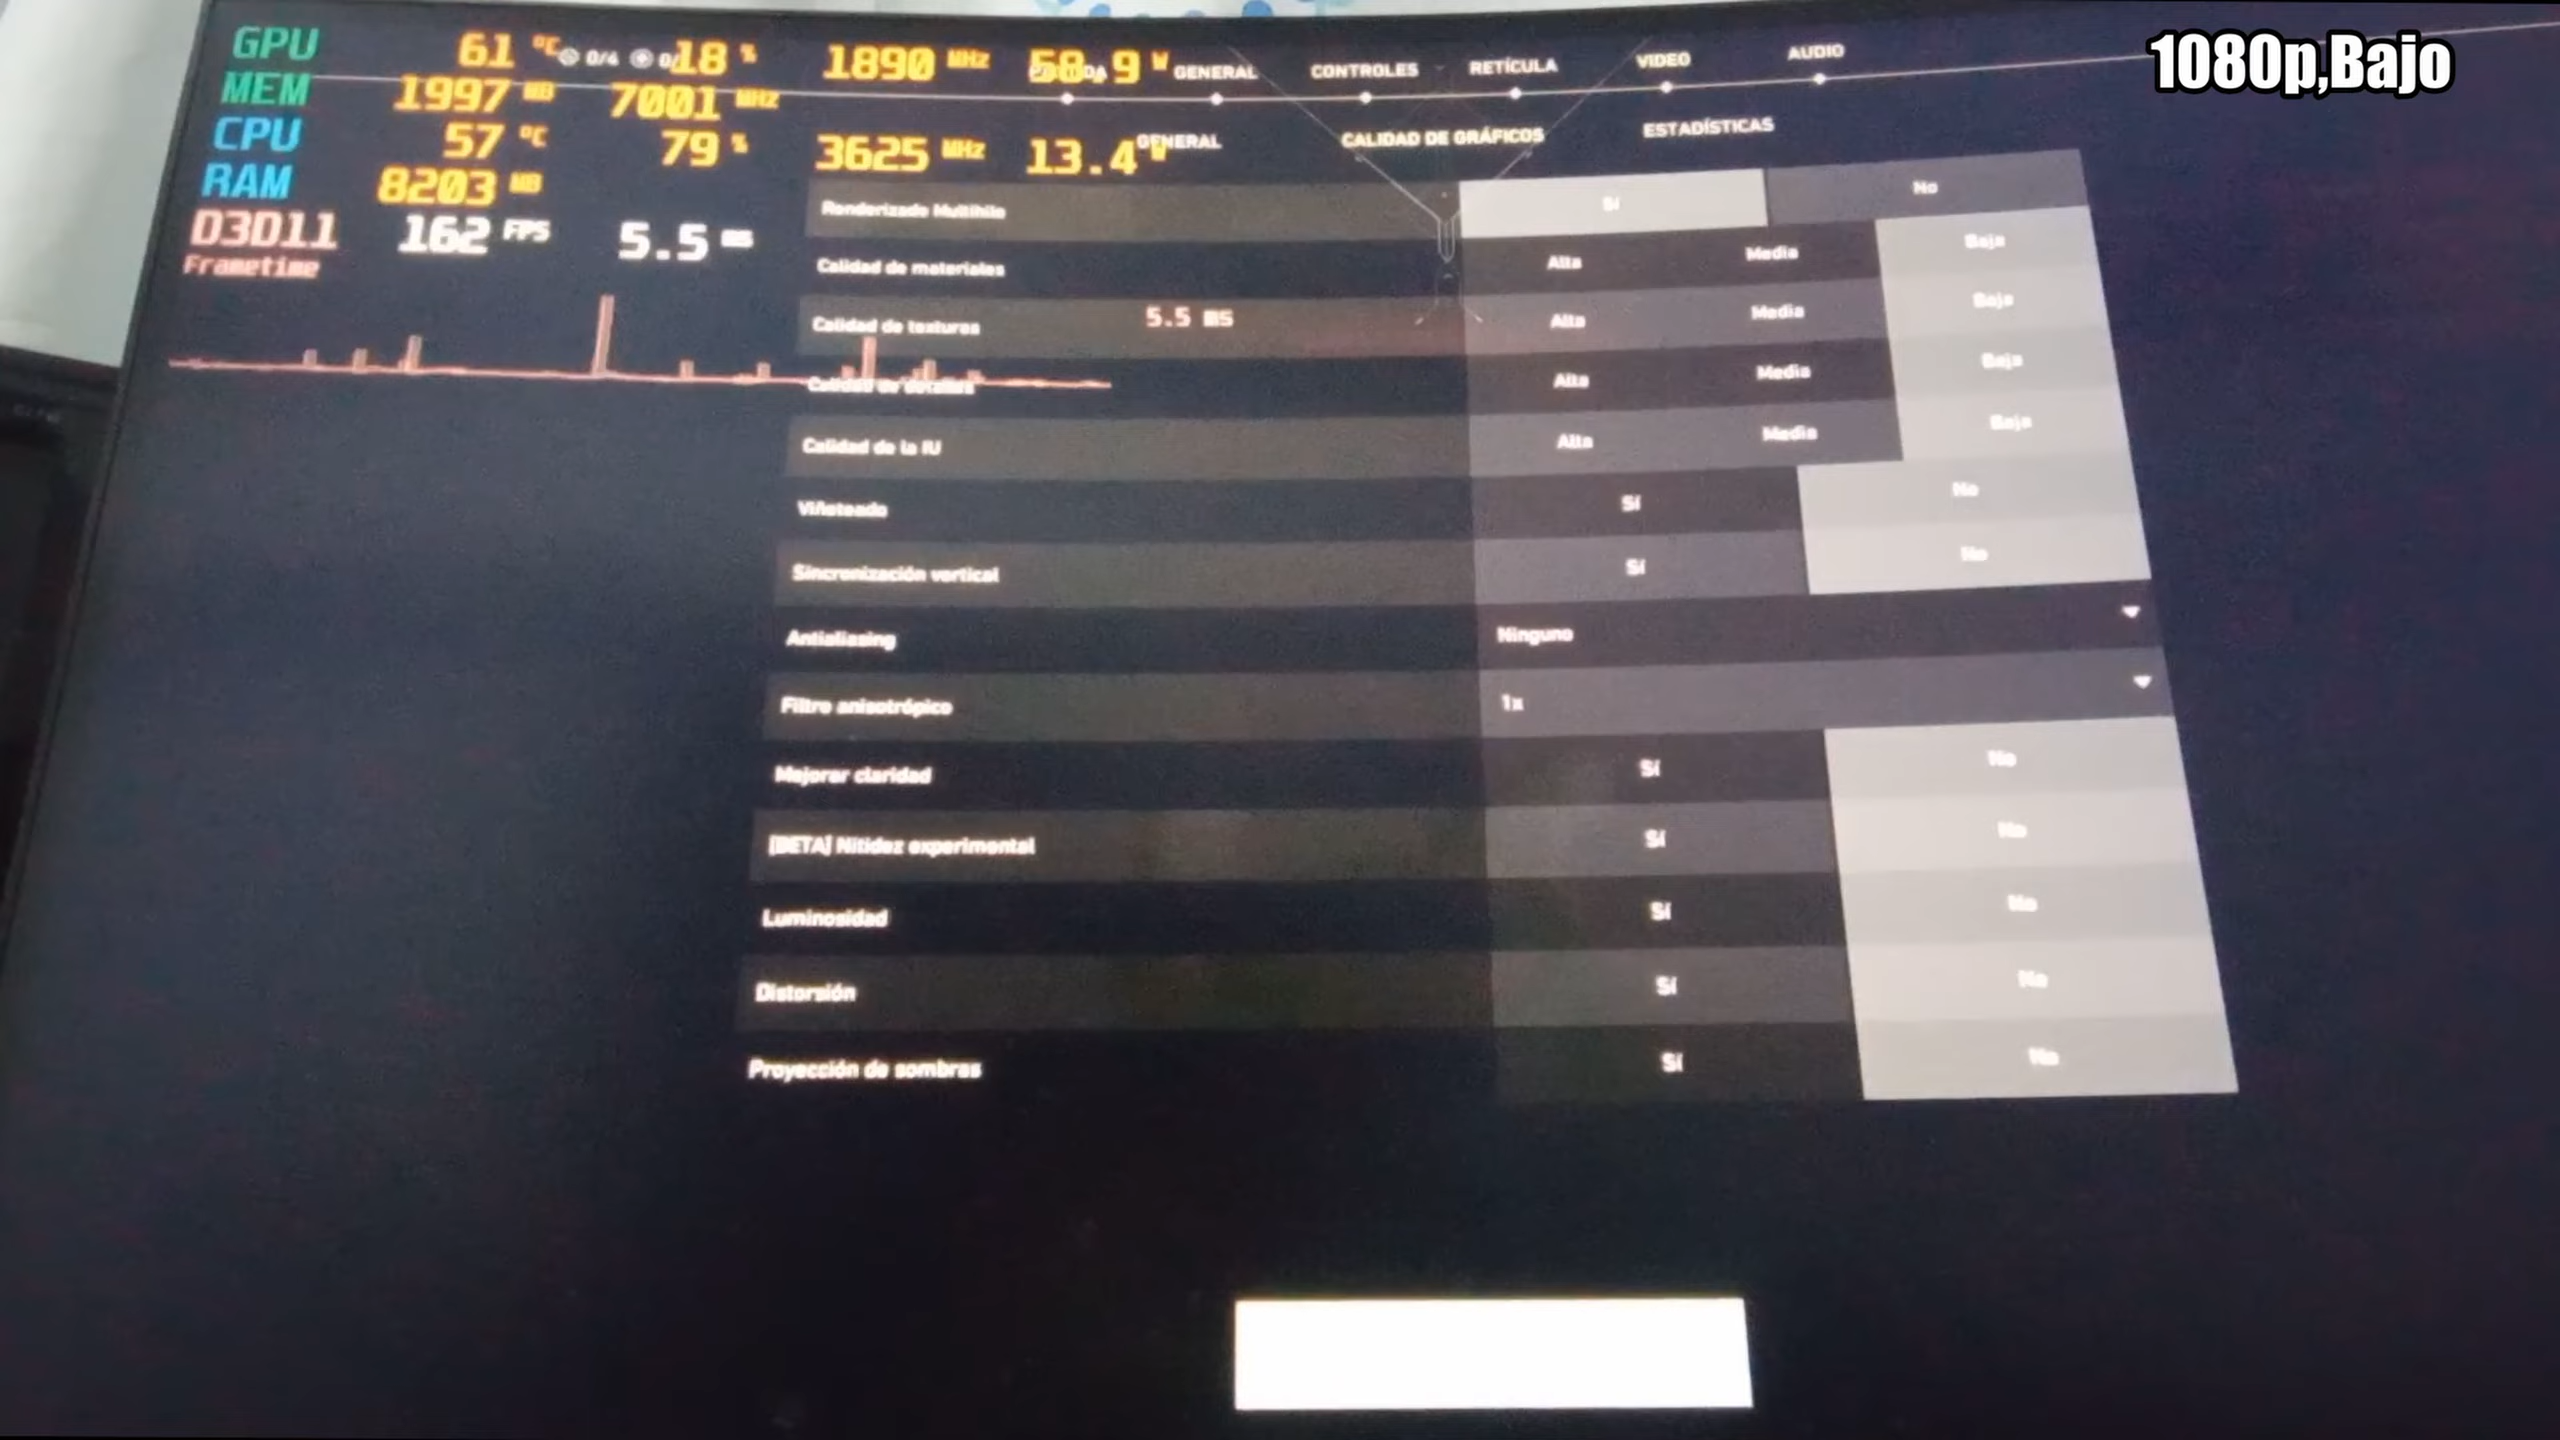 1080p,Bajo
GPU 61 °C 18 % 1890 MHz 58.9 W
MEM 1997 MB 7001 MHz
CPU 57 °C 79 % 3625 MHz 13.4 W
RAM 8203 MB
D3D11 162 FPS 5.5 ms
Frametime
5.5 ms
0/4
GENERAL CONTROLES RETÍCULA VIDEO AUDIO
GENERAL CALIDAD DE GRÁFICOS ESTADÍSTICAS
Renderizado Multihilo Sí No
Calidad de materiales Alta Media Baja
Calidad de texturas Alta Media Baja
Calidad de detalles Alta Media Baja
Calidad de la IU Alta Media Baja
Viñeteado Sí No
Sincronización vertical Sí No
Antialiasing Ninguno
Filtro anisotrópico 1x
Mejorar claridad Sí No
[BETA] Nitidez experimental Sí No
Luminosidad Sí No
Distorsión Sí No
Proyección de sombras Sí No